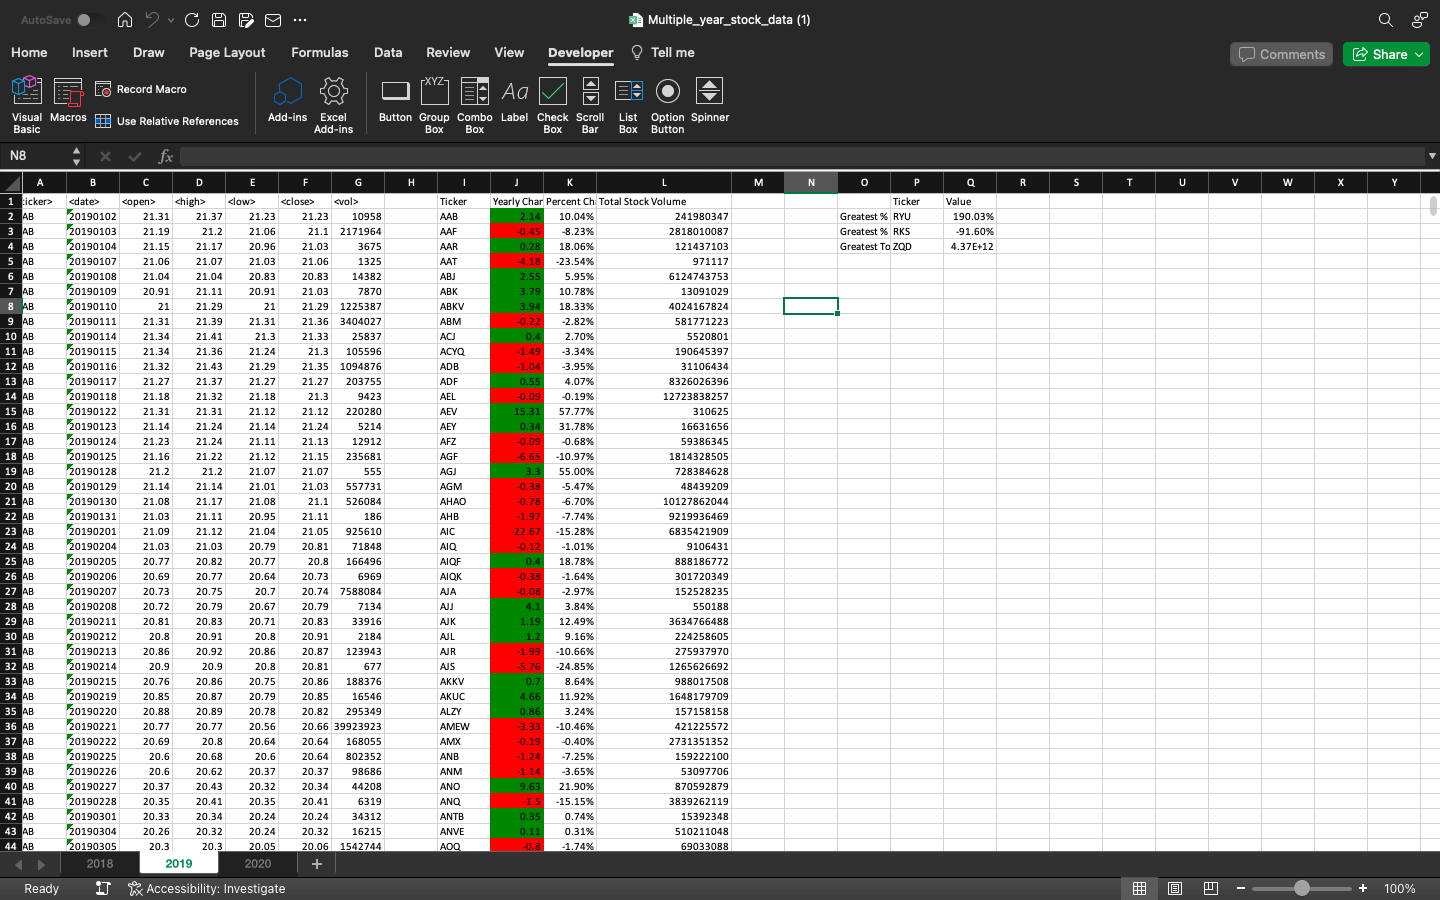 AutoSave
Multiple_year_stock_data (1)
Home Insert Draw Page Layout Formulas Data Review View Developer Tell me
Comments Share
Visual Basic Macros Record Macro Use Relative References Add-ins Excel Add-ins Button Group Box Combo Box Label Check Box Scroll Bar List Box Option Button Spinner
XYZ Aa
N8 fx
A B C D E F G H I J K L M N O P Q R S T U V W X Y
1 :icker> <date> <open> <high> <low> <close> <vol> Ticker Yearly Char Percent Ch Total Stock Volume Ticker Value
2 AB 20190102 21.31 21.37 21.23 21.23 10958 AAB 2.14 10.04% 241980347 Greatest % RYU 190.03%
3 AB 20190103 21.19 21.2 21.06 21.1 2171964 AAF -0.45 -8.23% 2818010087 Greatest % RKS -91.60%
4 AB 20190104 21.15 21.17 20.96 21.03 3675 AAR 0.28 18.06% 121437103 Greatest To ZQD 4.37E+12
5 AB 20190107 21.06 21.07 21.03 21.06 1325 AAT -4.18 -23.54% 971117
6 AB 20190108 21.04 21.04 20.83 20.83 14382 ABJ 2.55 5.95% 6124743753
7 AB 20190109 20.91 21.11 20.91 21.03 7870 ABK 3.79 10.78% 13091029
8 AB 20190110 21 21.29 21 21.29 1225387 ABKV 3.94 18.33% 4024167824
9 AB 20190111 21.31 21.39 21.31 21.36 3404027 ABM -0.22 -2.82% 581771223
10 AB 20190114 21.34 21.41 21.3 21.33 25837 ACJ 0.4 2.70% 5520801
11 AB 20190115 21.34 21.36 21.24 21.3 105596 ACYQ -1.49 -3.34% 190645397
12 AB 20190116 21.32 21.43 21.29 21.35 1094876 ADB -1.04 -3.95% 31106434
13 AB 20190117 21.27 21.37 21.27 21.27 203755 ADF 0.55 4.07% 8326026396
14 AB 20190118 21.18 21.32 21.18 21.3 9423 AEL -0.09 -0.19% 12723838257
15 AB 20190122 21.31 21.31 21.12 21.12 220280 AEV 15.31 57.77% 310625
16 AB 20190123 21.14 21.24 21.14 21.24 5214 AEY 0.34 31.78% 16631656
17 AB 20190124 21.23 21.24 21.11 21.13 12912 AFZ -0.09 -0.68% 59386345
18 AB 20190125 21.16 21.22 21.12 21.15 235681 AGF -6.65 -10.97% 1814328505
19 AB 20190128 21.2 21.2 21.07 21.07 555 AGJ 3.3 55.00% 728384628
20 AB 20190129 21.14 21.14 21.01 21.03 557731 AGM -0.38 -5.47% 48439209
21 AB 20190130 21.08 21.17 21.08 21.1 526084 AHAO -0.78 -6.70% 10127862044
22 AB 20190131 21.03 21.11 20.95 21.11 186 AHB -1.97 -7.74% 9219936469
23 AB 20190201 21.09 21.12 21.04 21.05 925610 AIC -22.67 -15.28% 6835421909
24 AB 20190204 21.03 21.03 20.79 20.81 71848 AIQ -0.12 -1.01% 9106431
25 AB 20190205 20.77 20.82 20.77 20.8 166496 AIQF 0.4 18.78% 888186772
26 AB 20190206 20.69 20.77 20.64 20.73 6969 AIQK -0.38 -1.64% 301720349
27 AB 20190207 20.73 20.75 20.7 20.74 7588084 AJA -0.08 -2.97% 152528235
28 AB 20190208 20.72 20.79 20.67 20.79 7134 AJJ 4.1 3.84% 550188
29 AB 20190211 20.81 20.83 20.71 20.83 33916 AJK 1.19 12.49% 3634766488
30 AB 20190212 20.8 20.91 20.8 20.91 2184 AJL 1.2 9.16% 224258605
31 AB 20190213 20.86 20.92 20.86 20.87 123943 AJR -1.99 -10.66% 275937970
32 AB 20190214 20.9 20.9 20.8 20.81 677 AJS -5.76 -24.85% 1265626692
33 AB 20190215 20.76 20.86 20.75 20.86 188376 AKKV 0.7 8.64% 988017508
34 AB 20190219 20.85 20.87 20.79 20.85 16546 AKUC 4.66 11.92% 1648179709
35 AB 20190220 20.88 20.89 20.78 20.82 295349 ALZY 0.86 3.24% 157158158
36 AB 20190221 20.77 20.77 20.56 20.66 39923923 AMEW -3.33 -10.46% 421225572
37 AB 20190222 20.69 20.8 20.64 20.64 168055 AMX -0.19 -0.40% 2731351352
38 AB 20190225 20.6 20.68 20.6 20.64 802352 ANB -1.24 -7.25% 159222100
39 AB 20190226 20.6 20.62 20.37 20.37 98686 ANM -1.14 -3.65% 53097706
40 AB 20190227 20.37 20.43 20.32 20.34 44208 ANO 9.63 21.90% 870592879
41 AB 20190228 20.35 20.41 20.35 20.41 6319 ANQ -1.5 -15.15% 3839262119
42 AB 20190301 20.33 20.34 20.24 20.24 34312 ANTB 0.35 0.74% 15392348
43 AB 20190304 20.26 20.32 20.24 20.32 16215 ANVE 0.11 0.31% 510211048
44 AB 20190305 20.3 20.3 20.05 20.06 1542744 AOQ -0.8 -1.74% 69033088
2018 2019 2020 +
Ready Accessibility: Investigate 100%